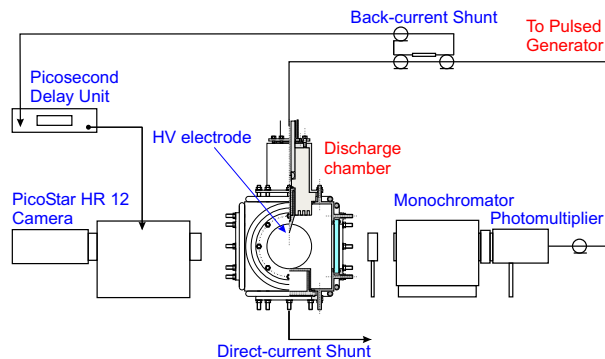 Back-current Shunt
To Pulsed
Generator
Picosecond
Delay Unit
HV electrode
Discharge
chamber
PicoStar HR 12
Camera
Monochromator
Photomultiplier
Direct-current Shunt